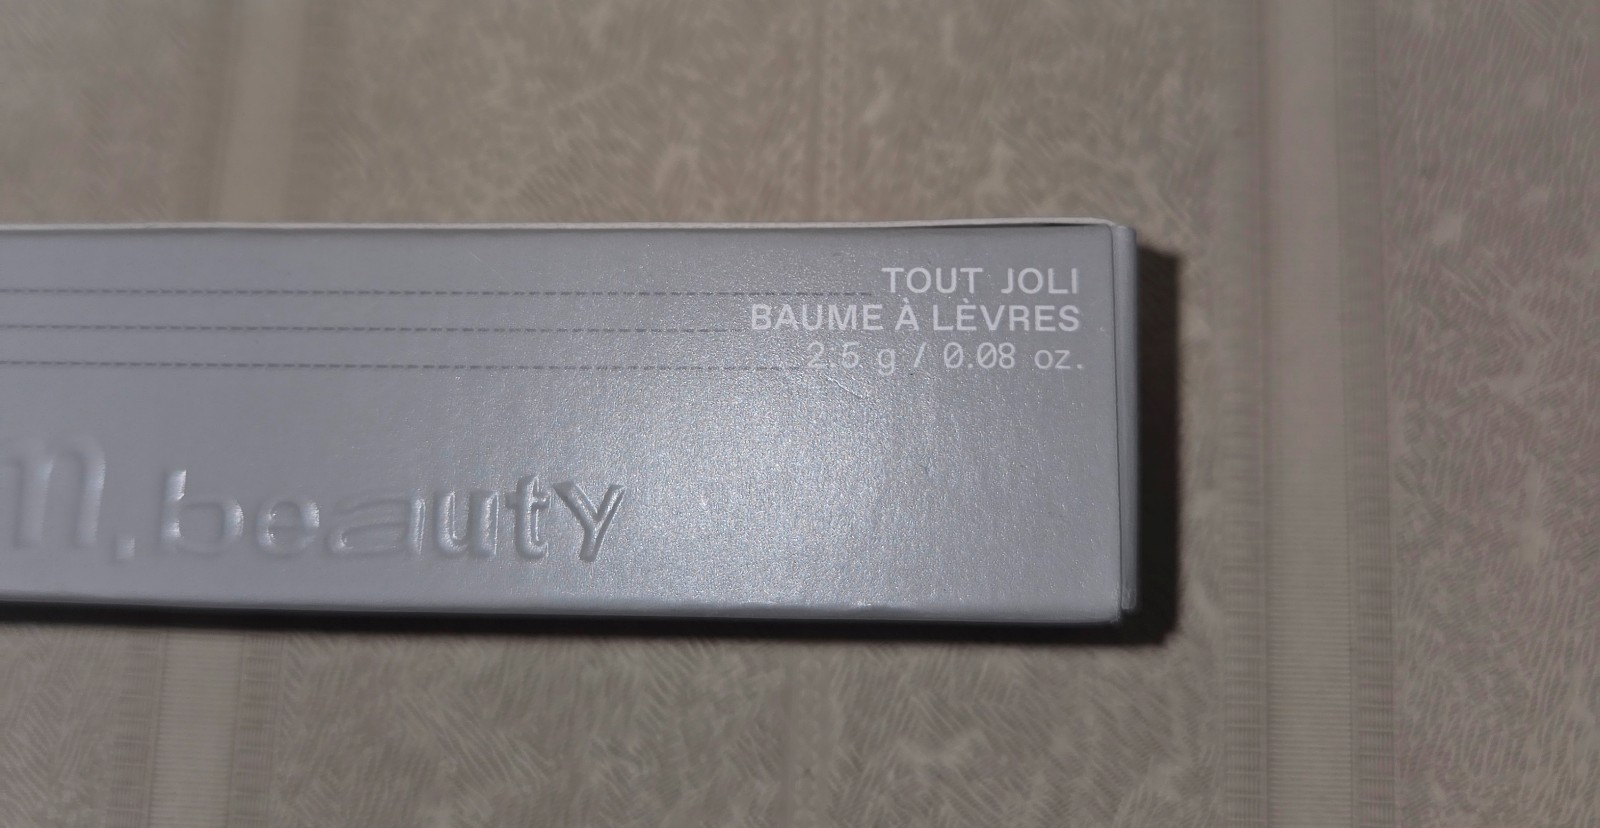 TOUT JOLI
BAUME À LÈVRES
2.5 g / 0.08 oz.
m.beauty